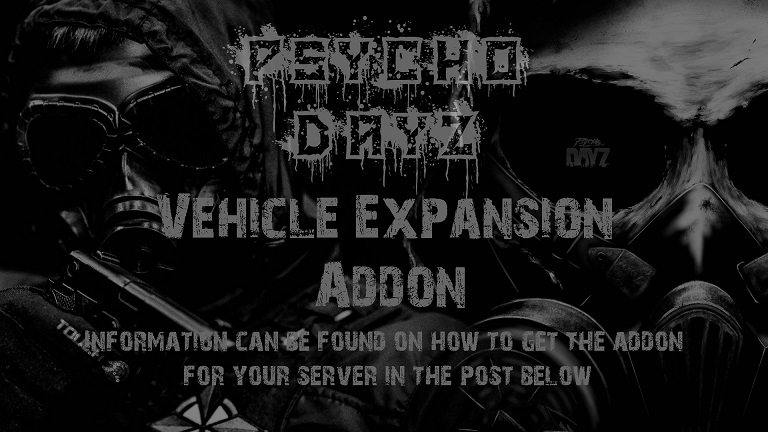 PSYCHO
DAYZ
PSYCHO
DAYZ
VEHICLE EXPANSION
ADDON
INFORMATION CAN BE FOUND ON HOW TO GET THE ADDON
FOR YOUR SERVER IN THE POST BELOW